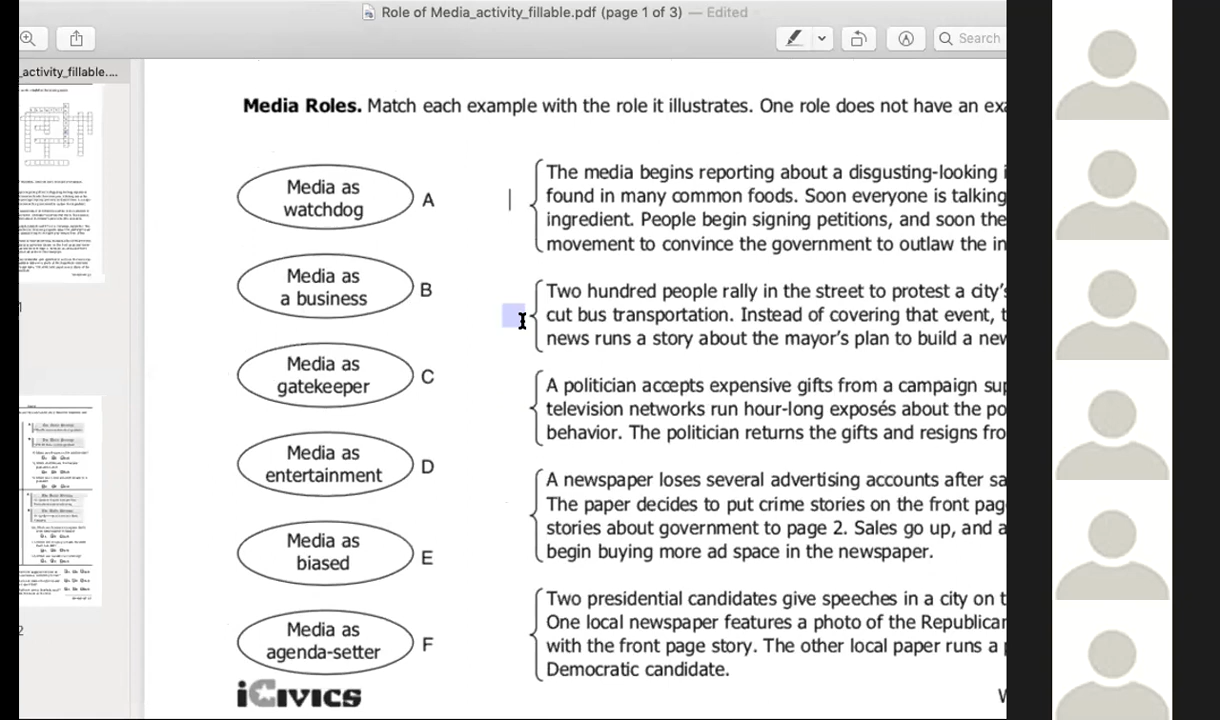 Role of Media_activity_fillable.pdf (page 1 of 3) — Edited
Search
_activity_fillable....
Media Roles. Match each example with the role it illustrates. One role does not have an exa
Media as
watchdog
A
The media begins reporting about a disgusting-looking i
found in many common foods. Soon everyone is talking
ingredient. People begin signing petitions, and soon the
movement to convince the government to outlaw the in
Media as
a business
B
Two hundred people rally in the street to protest a city's
cut bus transportation. Instead of covering that event, t
news runs a story about the mayor's plan to build a new
Media as
gatekeeper
C
A politician accepts expensive gifts from a campaign sup
television networks run hour-long exposés about the po
behavior. The politician returns the gifts and resigns fro
Media as
entertainment
D
A newspaper loses several advertising accounts after sa
The paper decides to put crime stories on the front pag
stories about government to page 2. Sales go up, and a
begin buying more ad space in the newspaper.
Media as
biased
E
Two presidential candidates give speeches in a city on t
One local newspaper features a photo of the Republican
with the front page story. The other local paper runs a p
Democratic candidate.
Media as
agenda-setter
F
iCIVICS
2